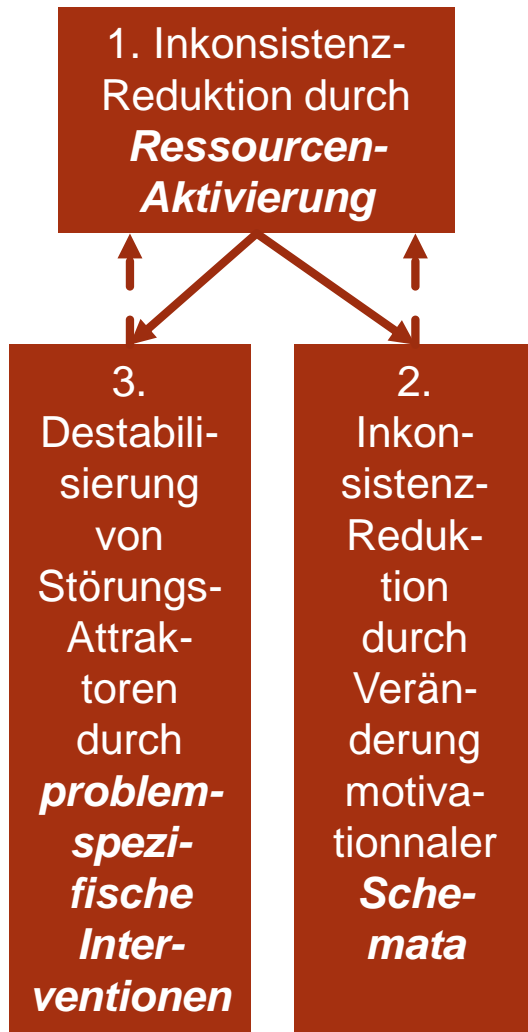 1. Inkonsistenz-
Reduktion durch
Ressourcen-
Aktivierung
3.
Destabili-
sierung
von
Störungs-
Attrak-
toren
durch
problem-
spezi-
fische
Inter-
ventionen
2.
Inkon-
sistenz-
Reduk-
tion
durch
Verän-
derung
motiva-
tionnaler
Sche-
mata